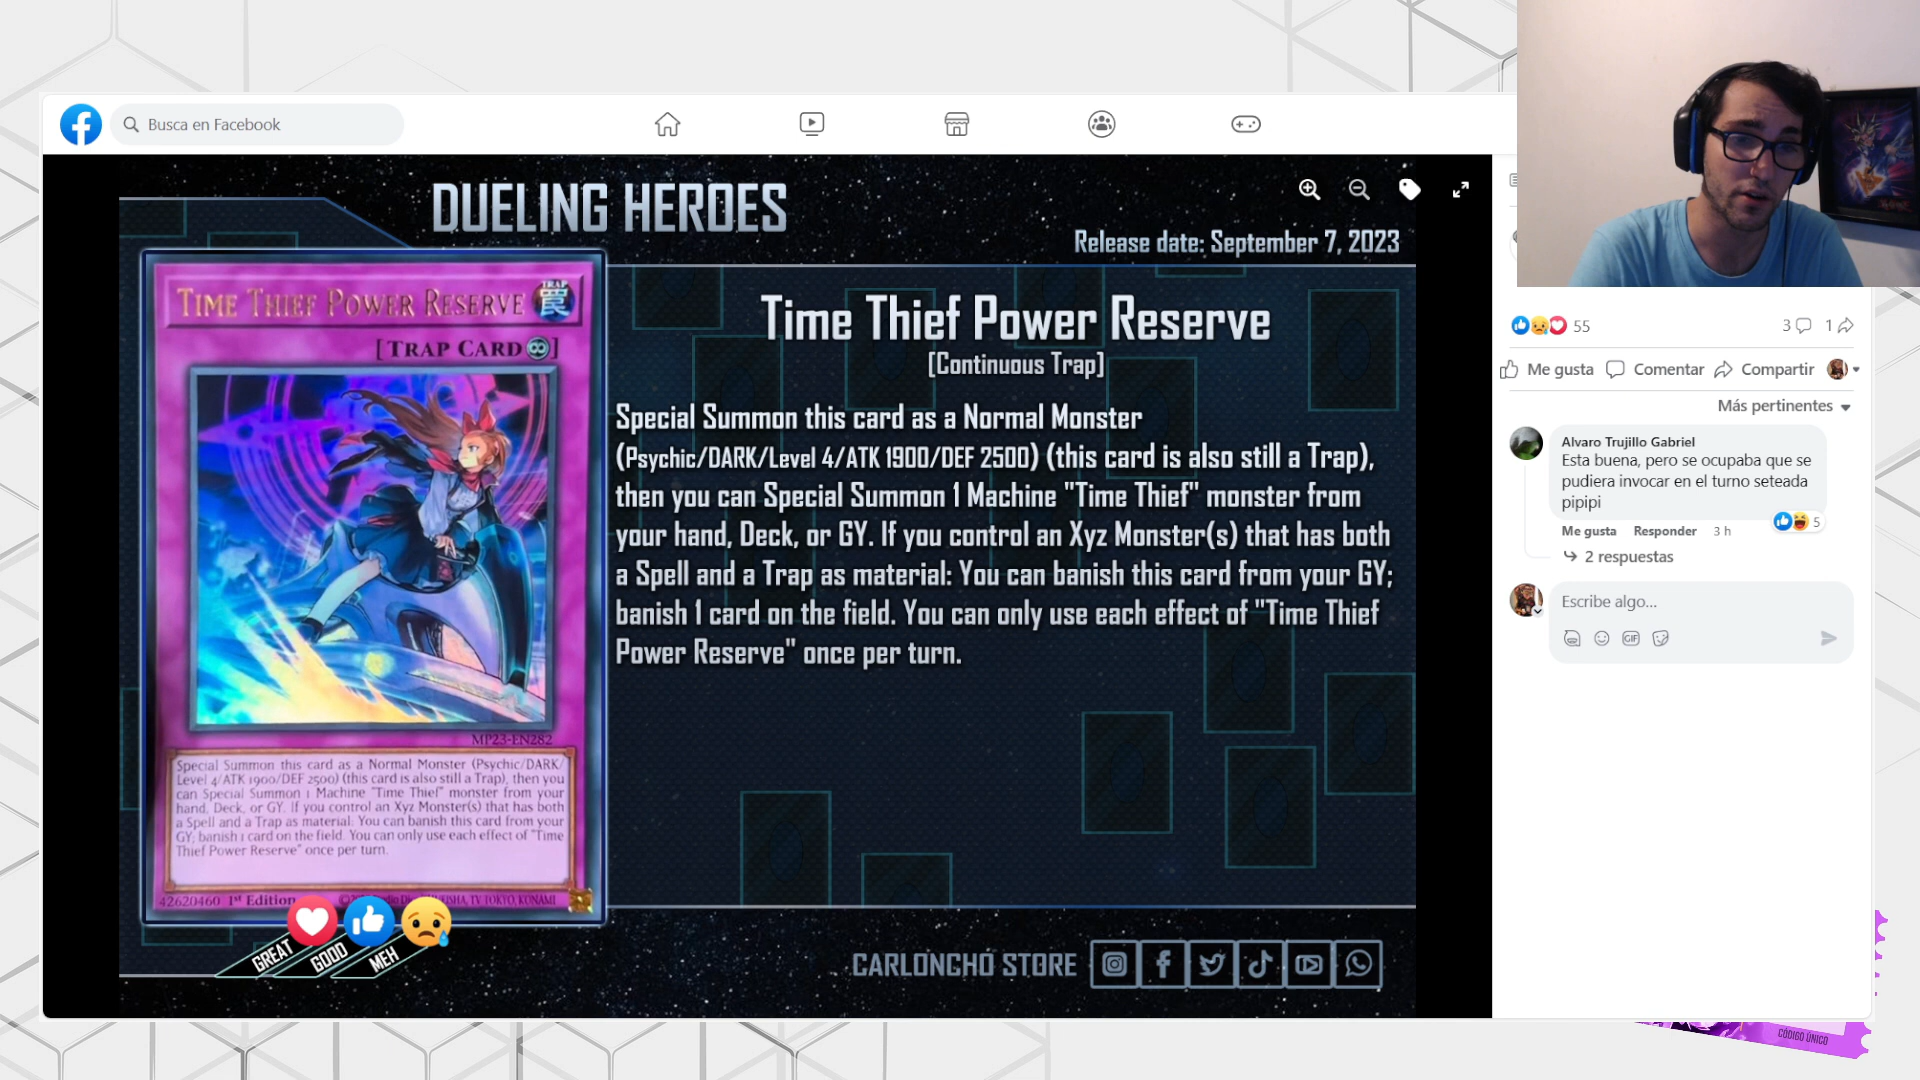 Busca en Facebook
DUELING HEROES
Release date: September 7, 2023
TIME THIEF POWER RESERVE
TRAP
罠
[TRAP CARD ]
MP23-EN282
Special Summon this card as a Normal Monster (Psychic/DARK/
Level 4/ATK 1900/DEF 2500) (this card is also still a Trap), then you
can Special Summon 1 Machine "Time Thief" monster from your
hand, Deck, or GY. If you control an Xyz Monster(s) that has both
a Spell and a Trap as material: You can banish this card from your
GY; banish 1 card on the field. You can only use each effect of "Time
Thief Power Reserve" once per turn.
42620460 1st Edition
TV TOKYO, KONAMI
GREAT
GOOD
MEH
Time Thief Power Reserve
[Continuous Trap]
Special Summon this card as a Normal Monster
(Psychic/DARK/Level 4/ATK 1900/DEF 2500) (this card is also still a Trap),
then you can Special Summon 1 Machine "Time Thief" monster from
your hand, Deck, or GY. If you control an Xyz Monster(s) that has both
a Spell and a Trap as material: You can banish this card from your GY;
banish 1 card on the field. You can only use each effect of "Time Thief
Power Reserve" once per turn.
CARLONCHO STORE
55
3
1
Me gusta
Comentar
Compartir
Más pertinentes
Alvaro Trujillo Gabriel
Esta buena, pero se ocupaba que se
pudiera invocar en el turno seteada
pipipi
5
Me gusta Responder 3 h
2 respuestas
Escribe algo...
GIF
CÓDIGO ÚNICO